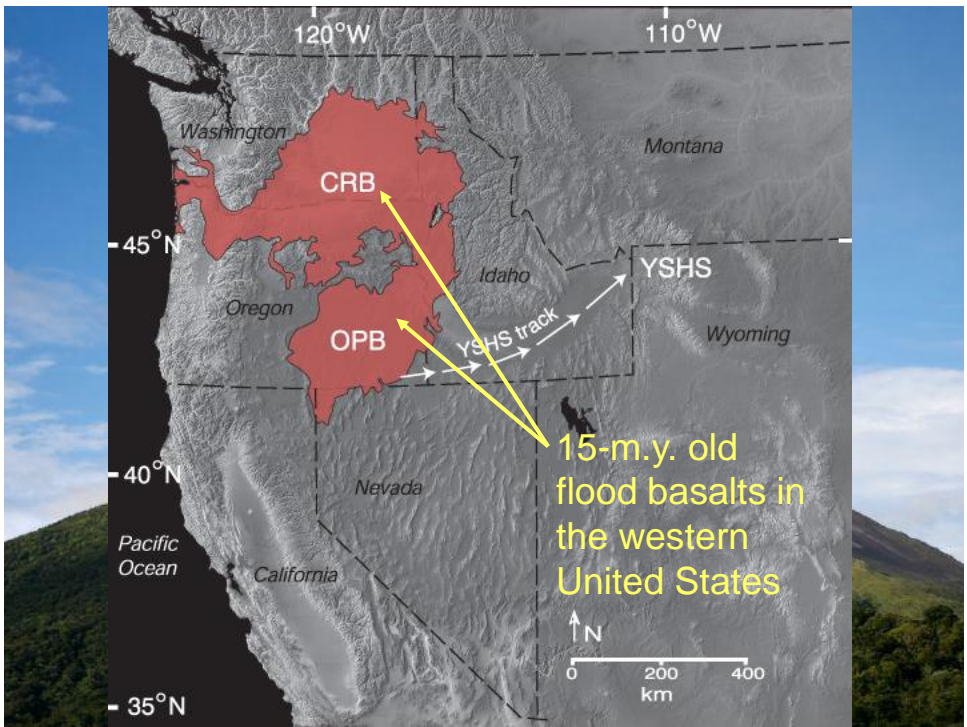 120°W
110°W
Washington
Montana
CRB
45°N
Idaho
YSHS
Oregon
YSHS track
Wyoming
OPB
15-m.y. old
flood basalts in
the western
United States
40°N
Nevada
Pacific
Ocean
California
N
0 200 400
km
35°N